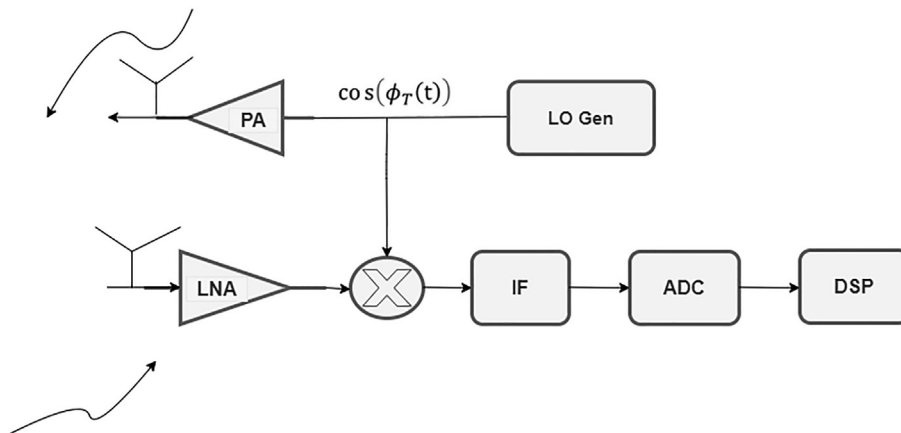 cos(ϕ_T(t))
PA
LO Gen
LNA
X
IF
ADC
DSP